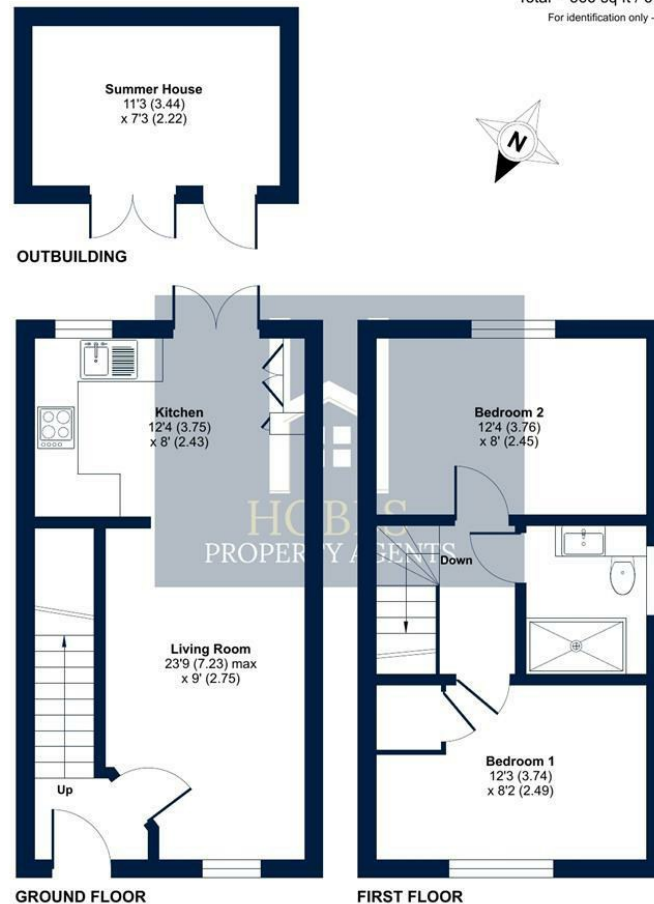 For identification only -
Summer House
11'3 (3.44)
x 7'3 (2.22)
N
OUTBUILDING
Kitchen
12'4 (3.75)
x 8' (2.43)
Bedroom 2
12'4 (3.76)
x 8' (2.45)
HOBBS
PROPERTY AGENTS
Down
Living Room
23'9 (7.23) max
x 9' (2.75)
Up
Bedroom 1
12'3 (3.74)
x 8'2 (2.49)
GROUND FLOOR
FIRST FLOOR